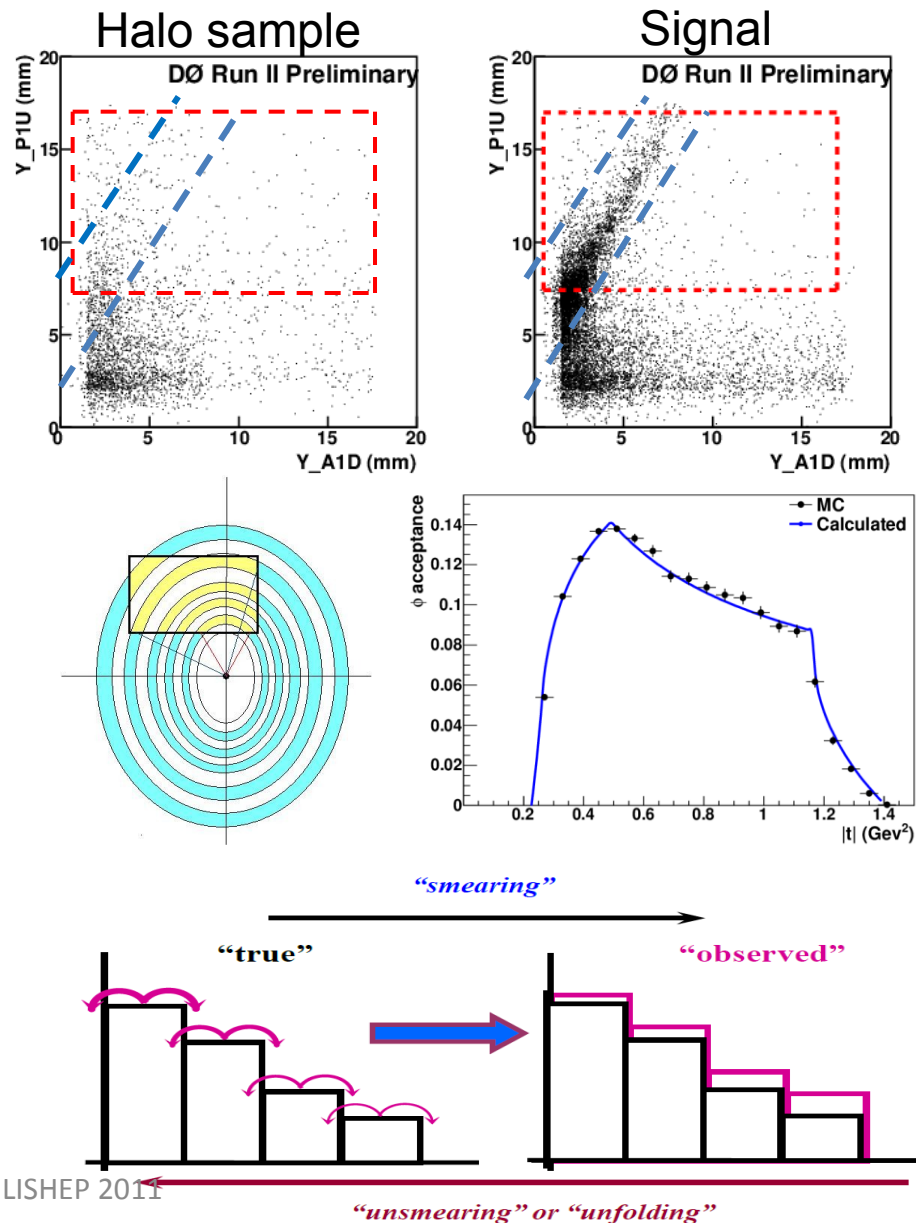 Halo sample
Signal
DØ Run II Preliminary
Y_P1U (mm)
20
15
10
5
0
0 5 10 15 20
Y_A1D (mm)
DØ Run II Preliminary
Y_P1U (mm)
20
15
10
5
0
0 5 10 15 20
Y_A1D (mm)
MC
Calculated
ϕ acceptance
0.14
0.12
0.1
0.08
0.06
0.04
0.02
0
0.2 0.4 0.6 0.8 1 1.2 1.4
|t| (Gev²)
“smearing”
“true”
“observed”
LISHEP 2011
“unsmearing” or “unfolding”